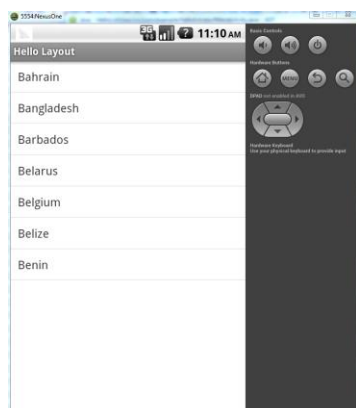 5554:NexusOne
3G
11:10 AM
Hello Layout
Bahrain
Bangladesh
Barbados
Belarus
Belgium
Belize
Benin
Basic Controls
Hardware Buttons
MENU
DPAD not enabled in AVD
Hardware Keyboard
Use your physical keyboard to provide input